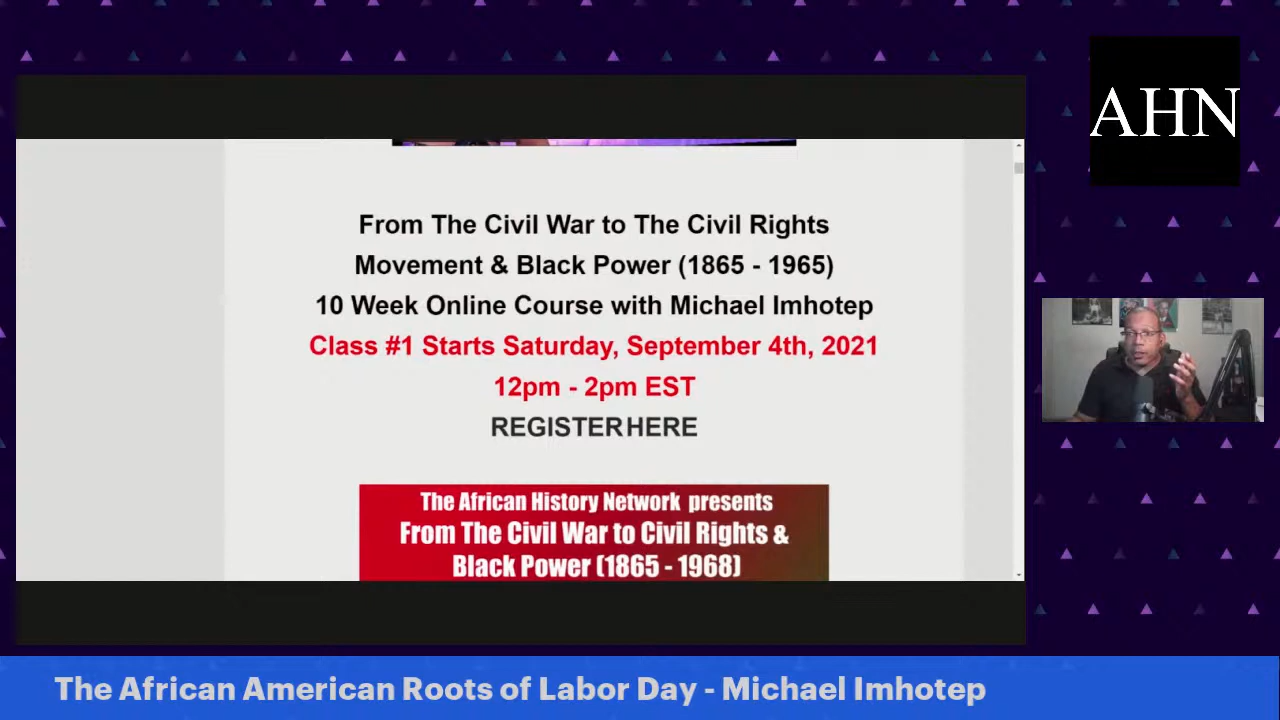 AHN
From The Civil War to The Civil Rights
Movement & Black Power (1865 - 1965)
10 Week Online Course with Michael Imhotep
Class #1 Starts Saturday, September 4th, 2021
12pm - 2pm EST
REGISTER HERE
The African History Network presents
From The Civil War to Civil Rights &
Black Power (1865 - 1968)
The African American Roots of Labor Day - Michael Imhotep